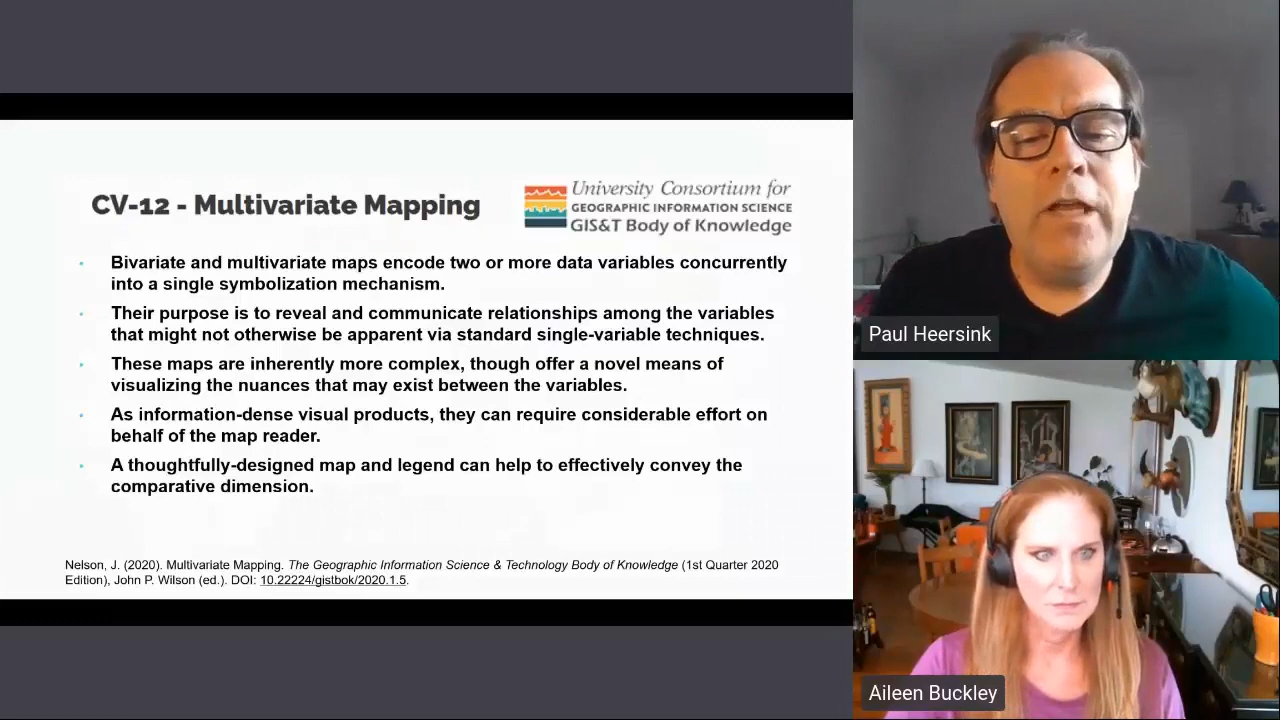 CV-12 - Multivariate Mapping
University Consortium for
GEOGRAPHIC INFORMATION SCIENCE
GIS&T Body of Knowledge
• Bivariate and multivariate maps encode two or more data variables concurrently
into a single symbolization mechanism.
• Their purpose is to reveal and communicate relationships among the variables
that might not otherwise be apparent via standard single-variable techniques.
• These maps are inherently more complex, though offer a novel means of
visualizing the nuances that may exist between the variables.
• As information-dense visual products, they can require considerable effort on
behalf of the map reader.
• A thoughtfully-designed map and legend can help to effectively convey the
comparative dimension.
Nelson, J. (2020). Multivariate Mapping. The Geographic Information Science & Technology Body of Knowledge (1st Quarter 2020
Edition), John P. Wilson (ed.). DOI: 10.22224/gistbok/2020.1.5.
Paul Heersink
Aileen Buckley